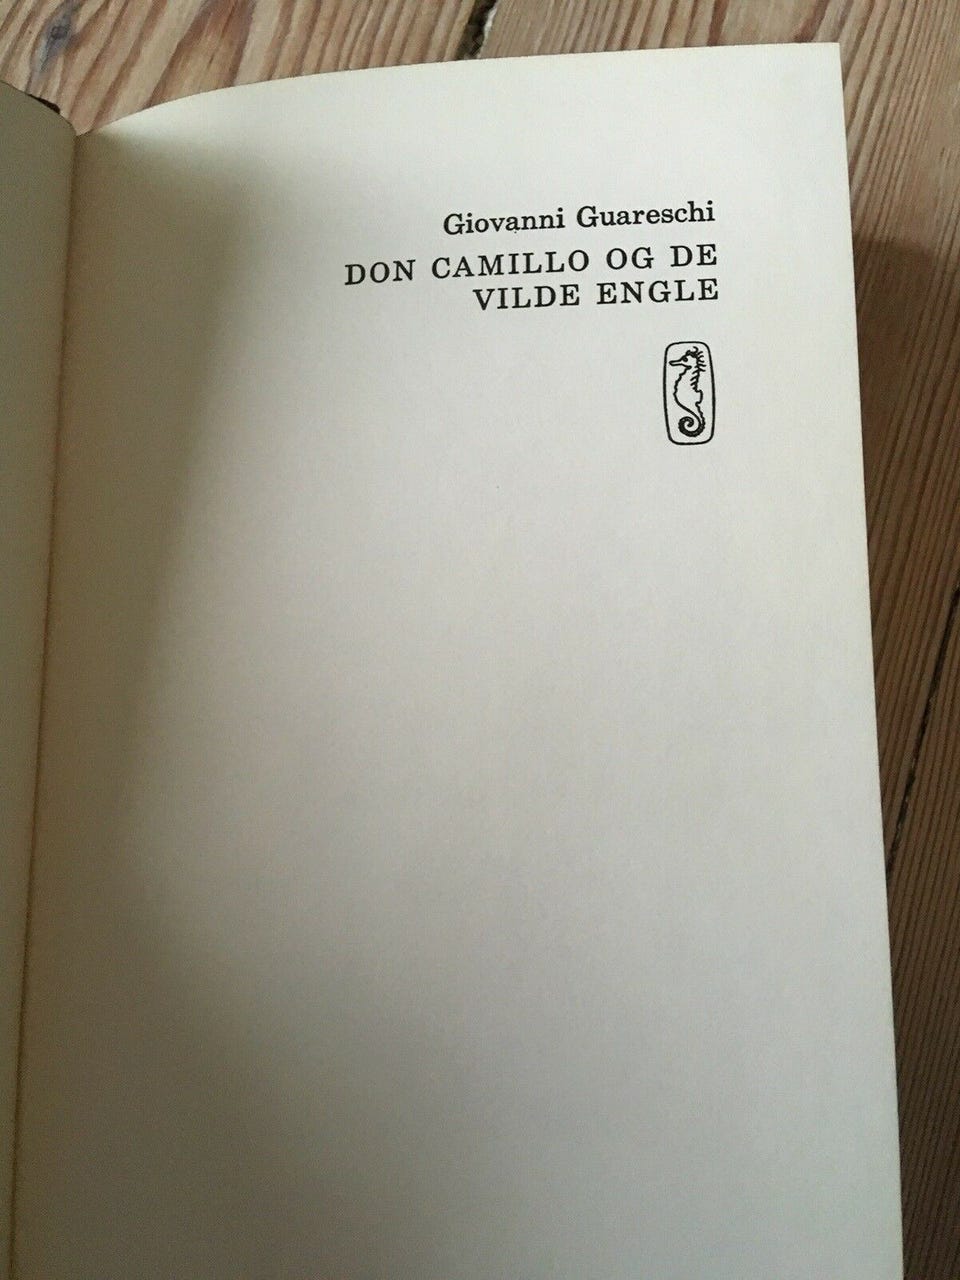 Giovanni Guareschi
DON CAMILLO OG DE
VILDE ENGLE